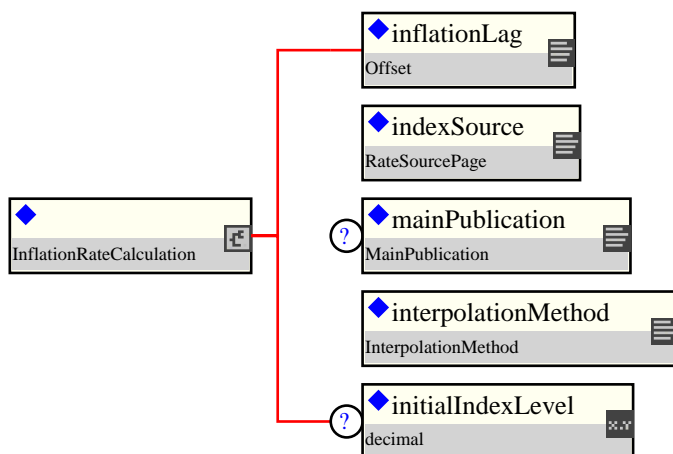 inflationLag
Offset
indexSource
RateSourcePage
InflationRateCalculation
?
mainPublication
MainPublication
interpolationMethod
InterpolationMethod
?
initialIndexLevel
decimal
x.y